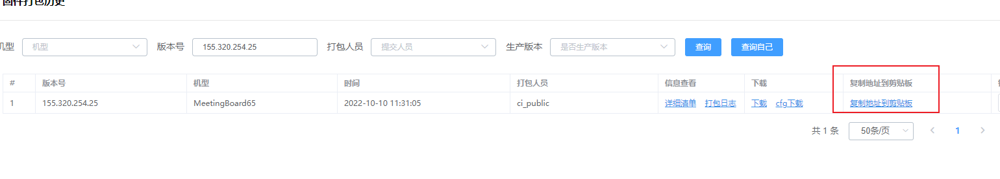 固件打包历史
机型 机型 版本号 155.320.254.25 打包人员 提交人员 生产版本 是否生产版本 查询 查询自己
# 版本号 机型 时间 打包人员 信息查看 下载 复制地址到剪贴板
1 155.320.254.25 MeetingBoard65 2022-10-10 11:31:05 ci_public 详细清单 打包日志 下载 cfg下载 复制地址到剪贴板
共 1 条 50条/页 1